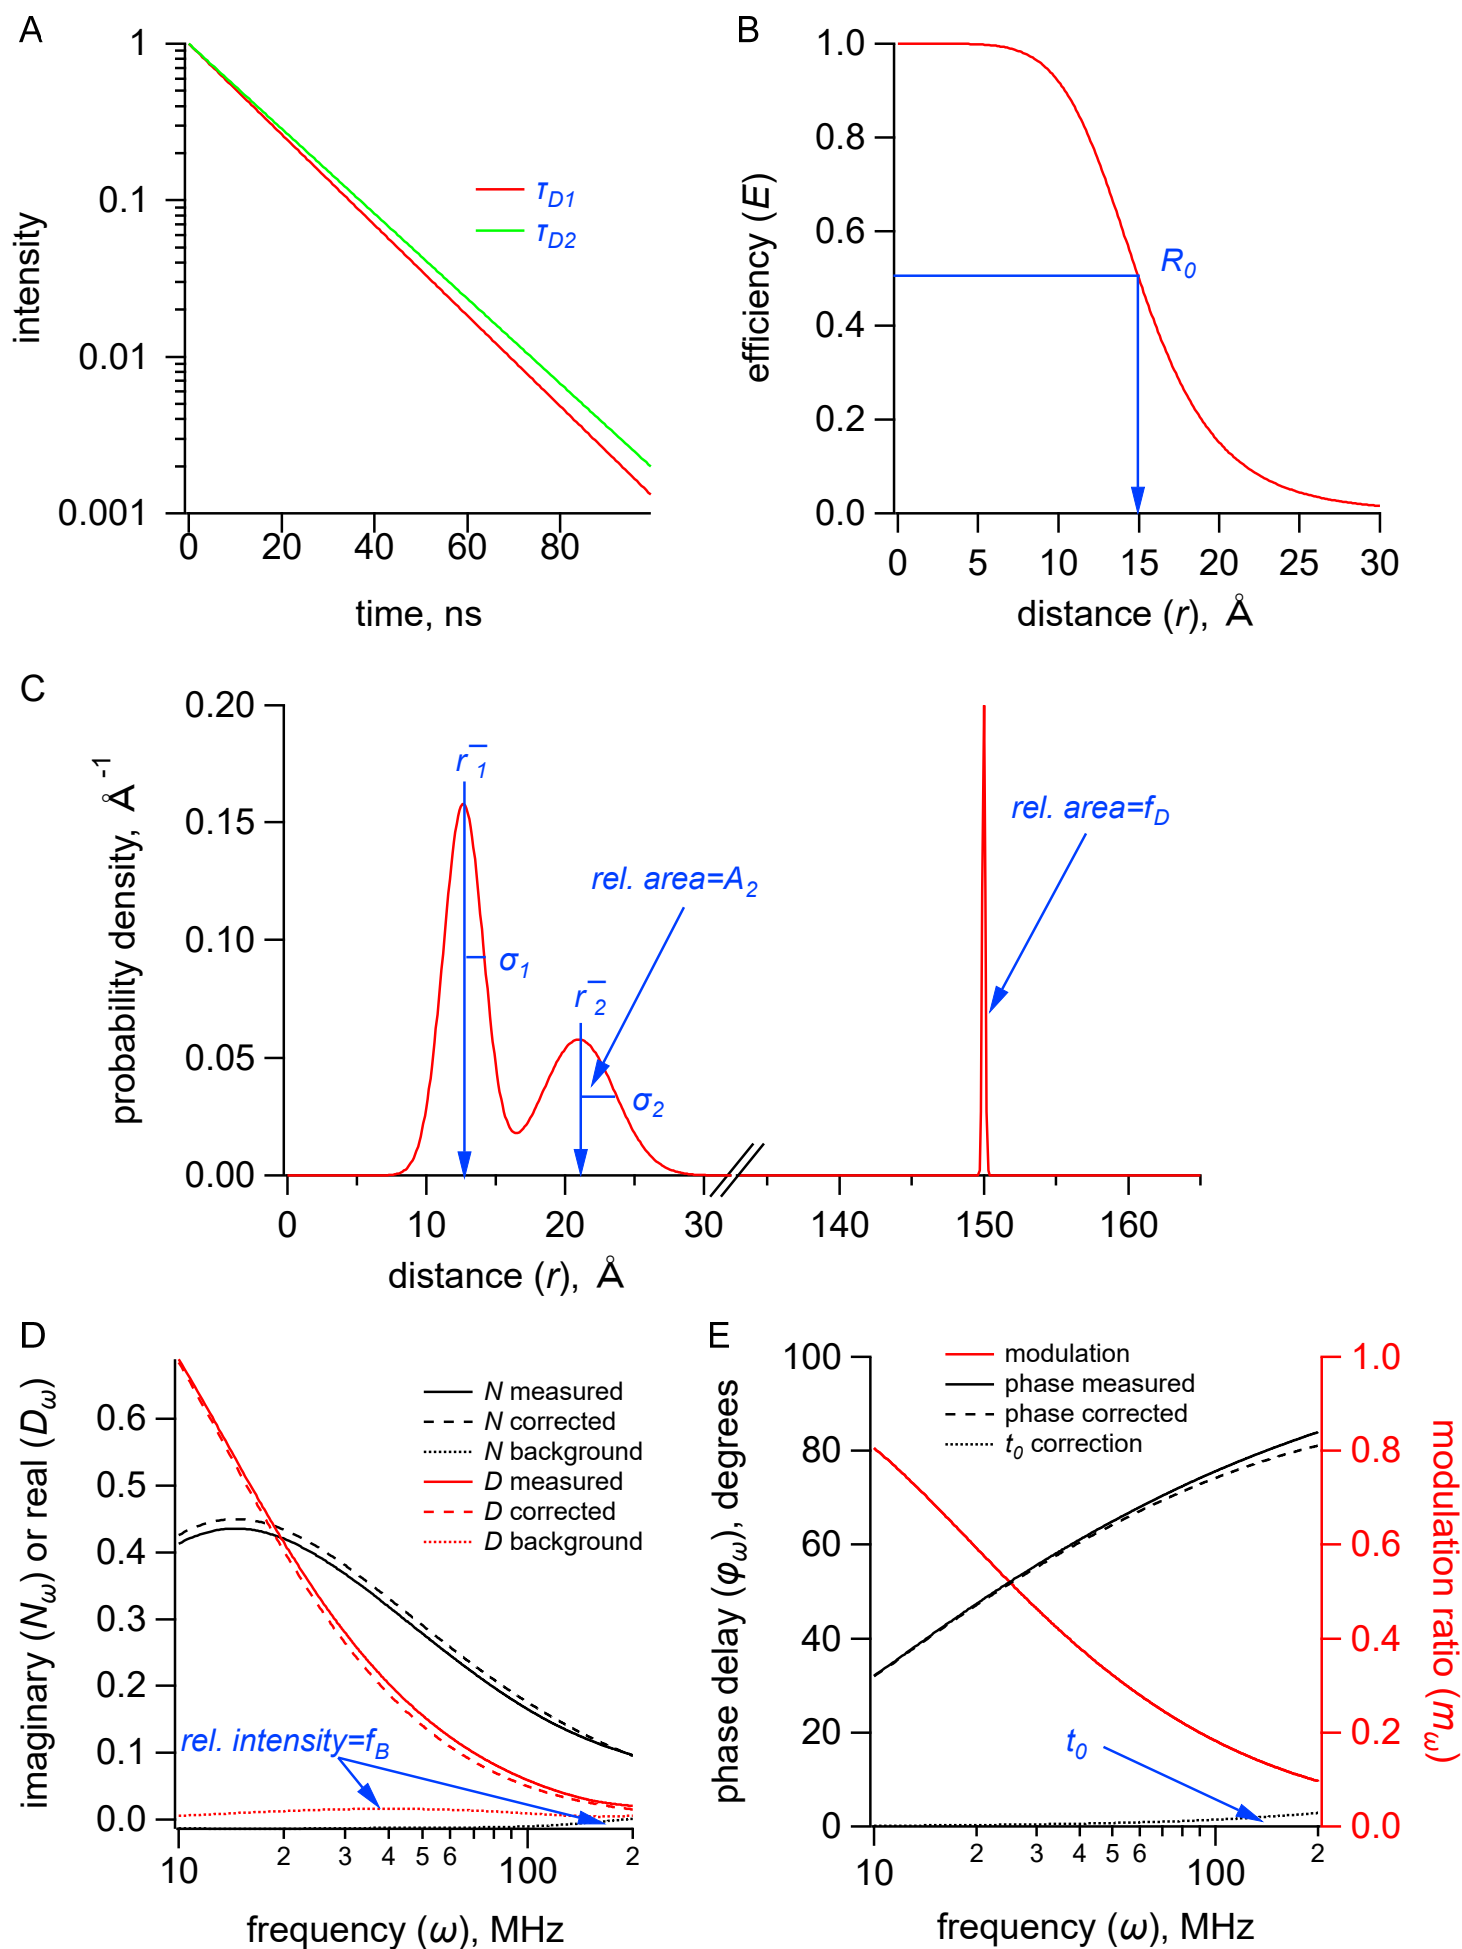 A
1
0.1
0.01
0.001
intensity
τD1
τD2
0 20 40 60 80
time, ns
B
1.0
0.8
0.6
0.4
0.2
0.0
efficiency (E)
R0
0 5 10 15 20 25 30
distance (r), Å
C
0.20
0.15
0.10
0.05
0.00
probability density, Å-1
r̄1
σ1
r̄2
σ2
rel. area=A2
rel. area=fD
0 10 20 30 140 150 160
distance (r), Å
D
0.6
0.5
0.4
0.3
0.2
0.1
0.0
imaginary (Nω) or real (Dω)
N measured
N corrected
N background
D measured
D corrected
D background
rel. intensity=fB
10 2 3 4 5 6 100 2
frequency (ω), MHz
E
100
80
60
40
20
0
phase delay (φω), degrees
modulation
phase measured
phase corrected
t0 correction
t0
1.0
0.8
0.6
0.4
0.2
0.0
modulation ratio (mω)
10 2 3 4 5 6 100 2
frequency (ω), MHz